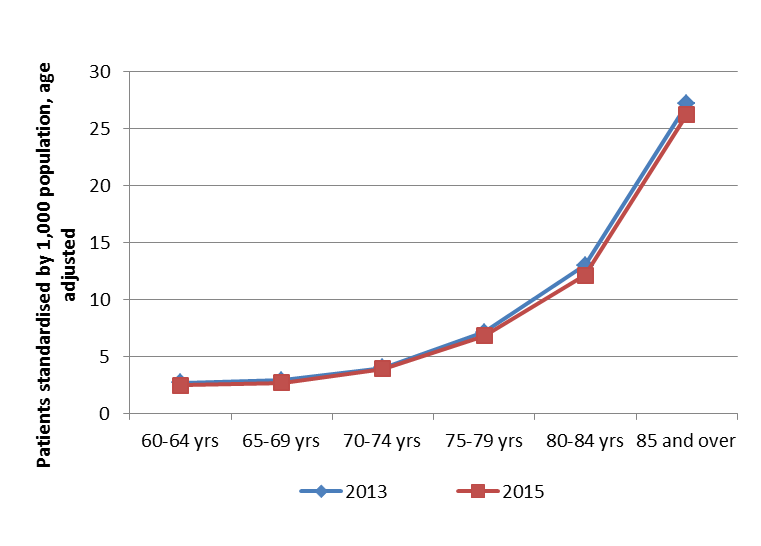 Patients standardised by 1,000 population, age
adjusted
30
25
20
15
10
5
0
60-64 yrs 65-69 yrs 70-74 yrs 75-79 yrs 80-84 yrs 85 and over
2013 2015